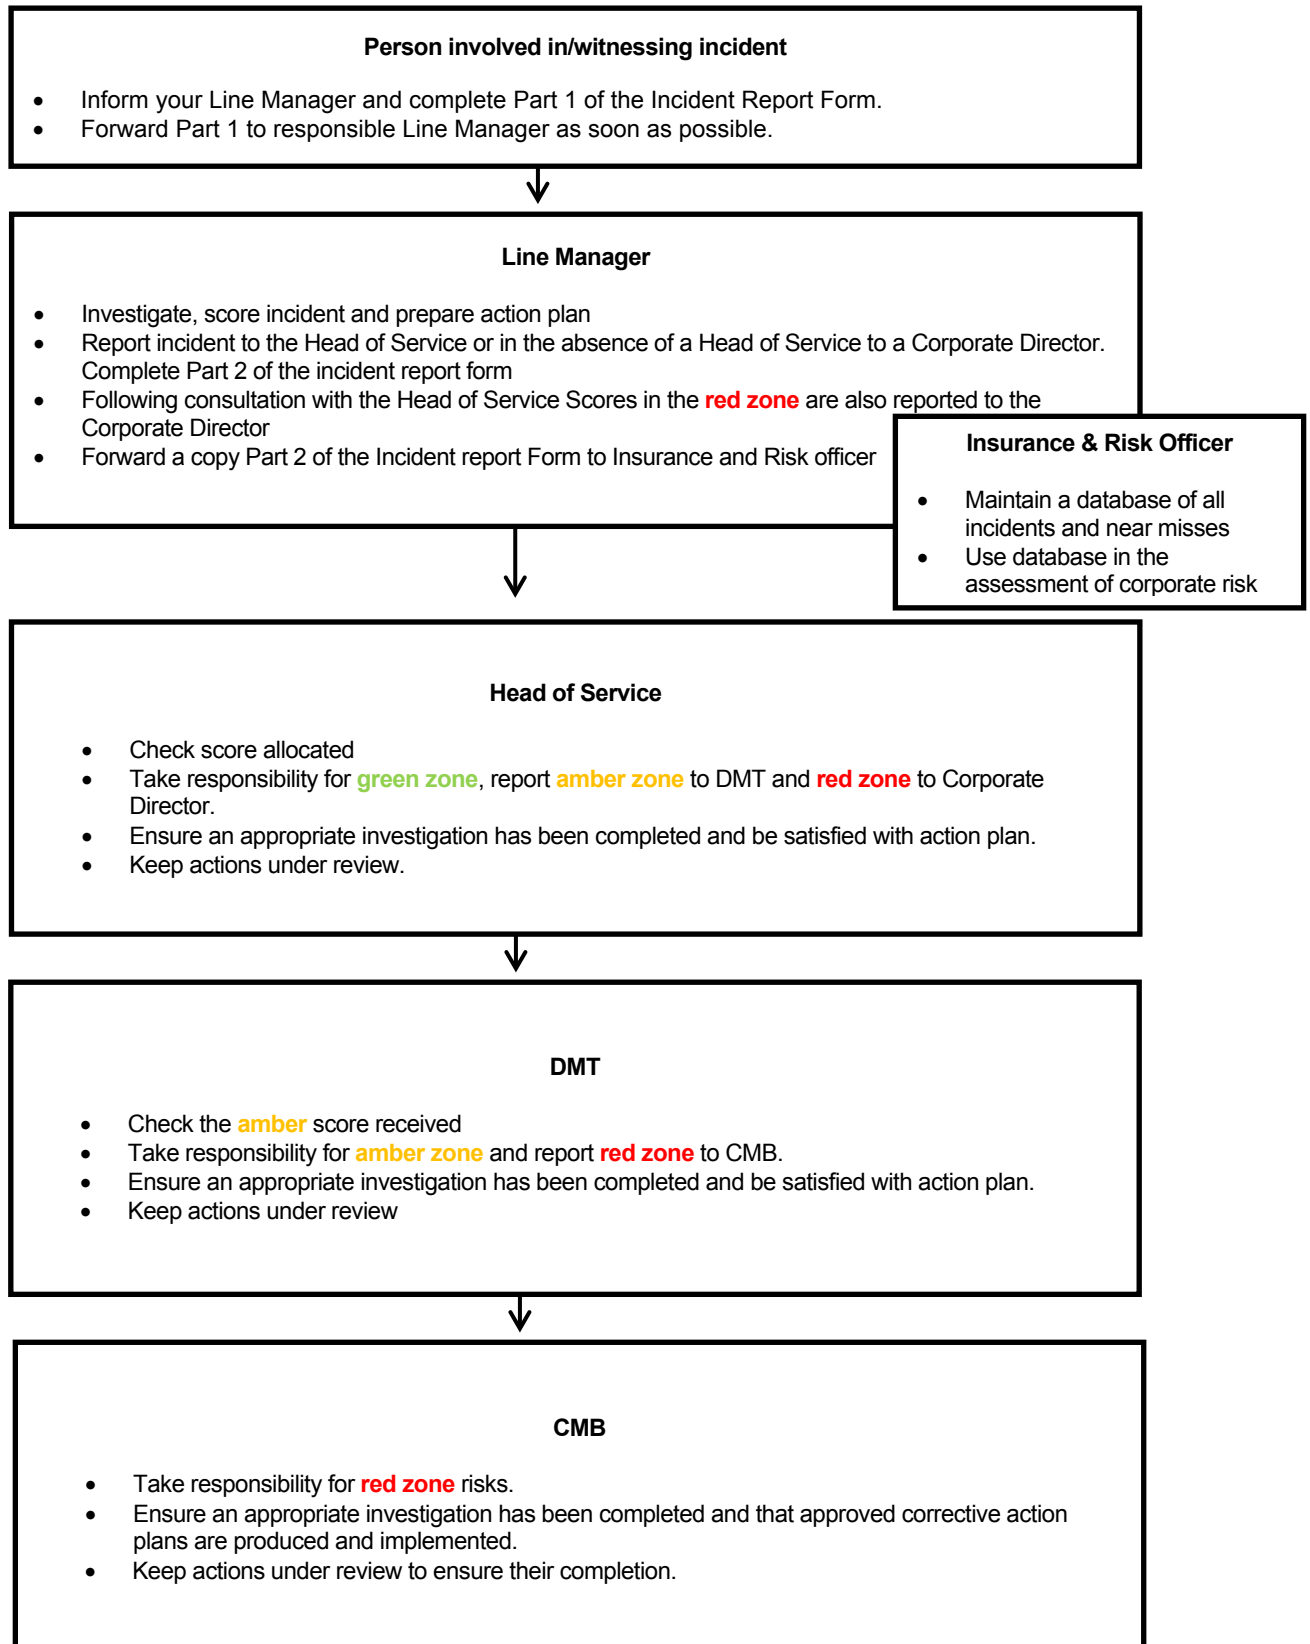 Person involved in/witnessing incident
• Inform your Line Manager and complete Part 1 of the Incident Report Form.
• Forward Part 1 to responsible Line Manager as soon as possible.
Line Manager
• Investigate, score incident and prepare action plan
• Report incident to the Head of Service or in the absence of a Head of Service to a Corporate Director.
Complete Part 2 of the incident report form
• Following consultation with the Head of Service Scores in the red zone are also reported to the
Corporate Director
• Forward a copy Part 2 of the Incident report Form to Insurance and Risk officer
Insurance & Risk Officer
• Maintain a database of all
incidents and near misses
• Use database in the
assessment of corporate risk
Head of Service
• Check score allocated
• Take responsibility for green zone, report amber zone to DMT and red zone to Corporate
Director.
• Ensure an appropriate investigation has been completed and be satisfied with action plan.
• Keep actions under review.
DMT
• Check the amber score received
• Take responsibility for amber zone and report red zone to CMB.
• Ensure an appropriate investigation has been completed and be satisfied with action plan.
• Keep actions under review
CMB
• Take responsibility for red zone risks.
• Ensure an appropriate investigation has been completed and that approved corrective action
plans are produced and implemented.
• Keep actions under review to ensure their completion.